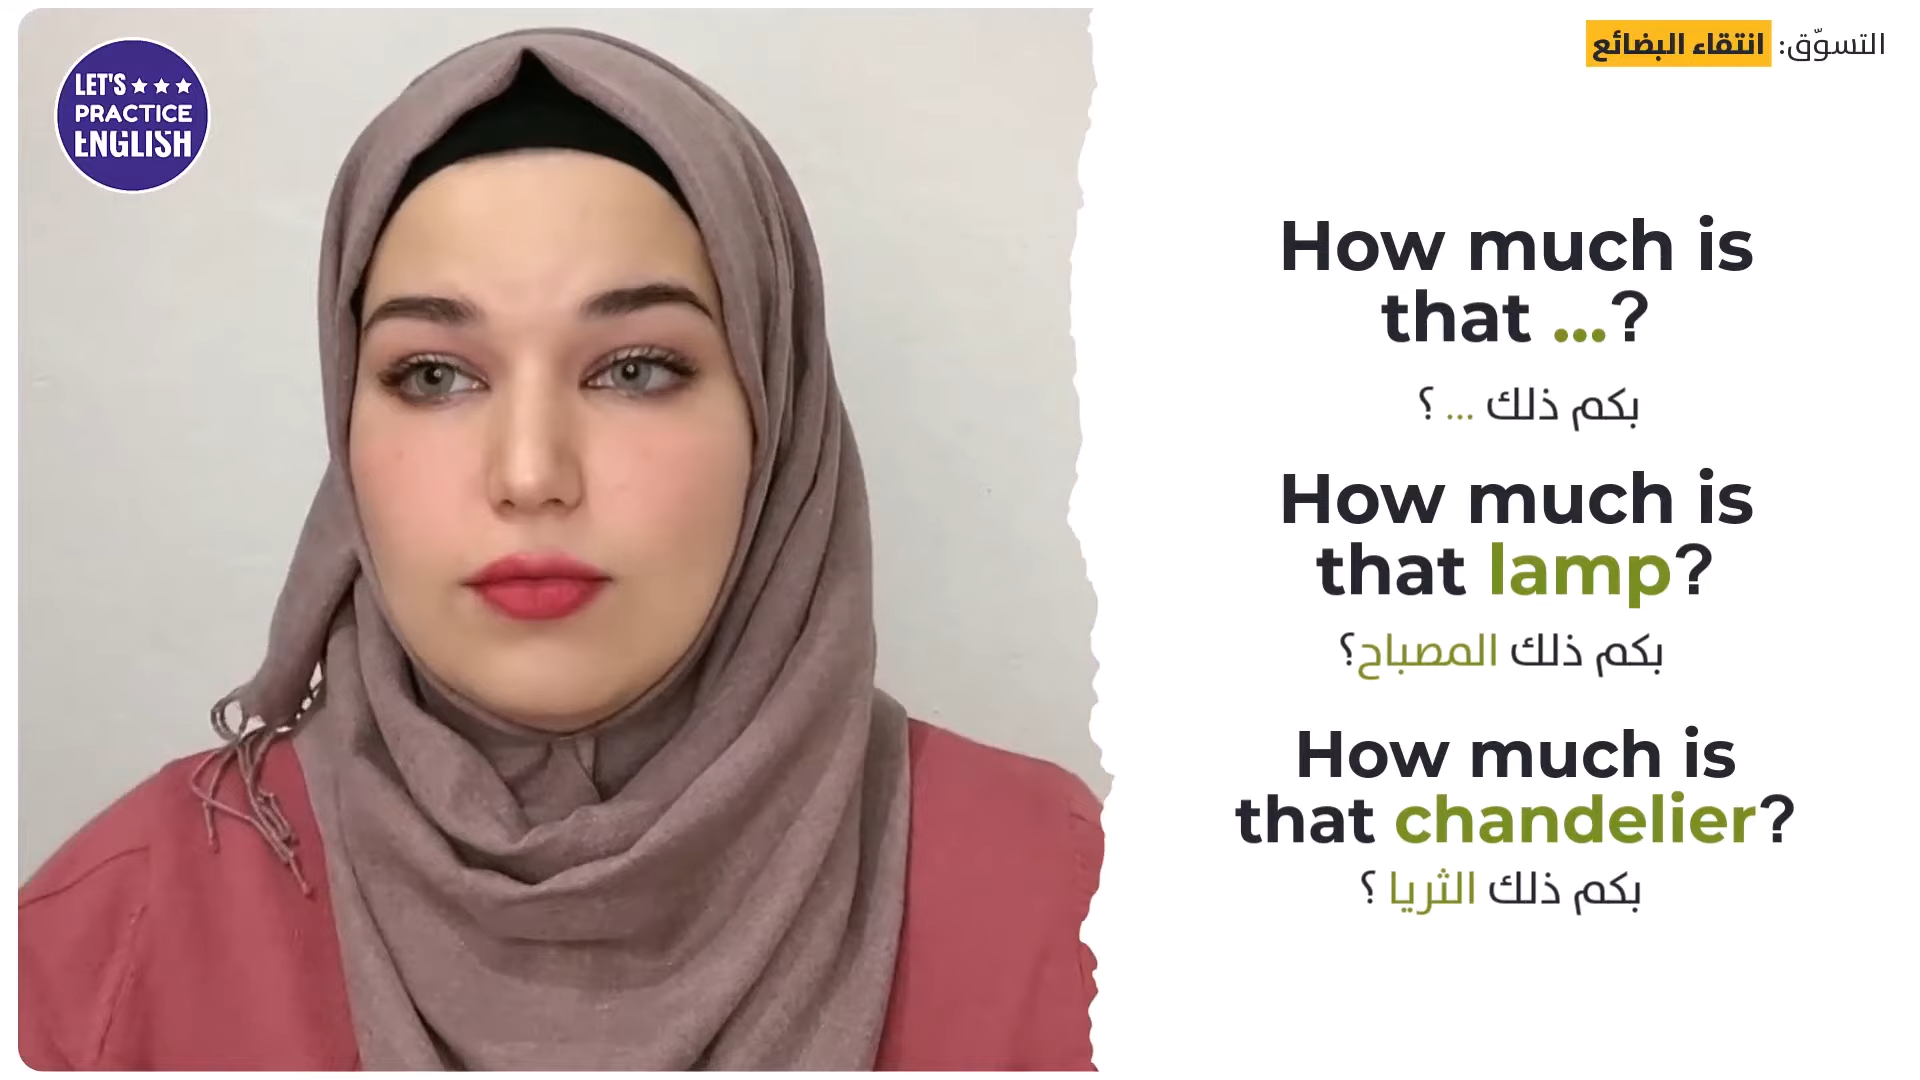 LET'S
PRACTICE
ENGLISH
التسوّق: انتقاء البضائع
How much is
that ...?
بكم ذلك ... ؟
How much is
that lamp?
بكم ذلك المصباح؟
How much is
that chandelier?
بكم ذلك الثريا ؟